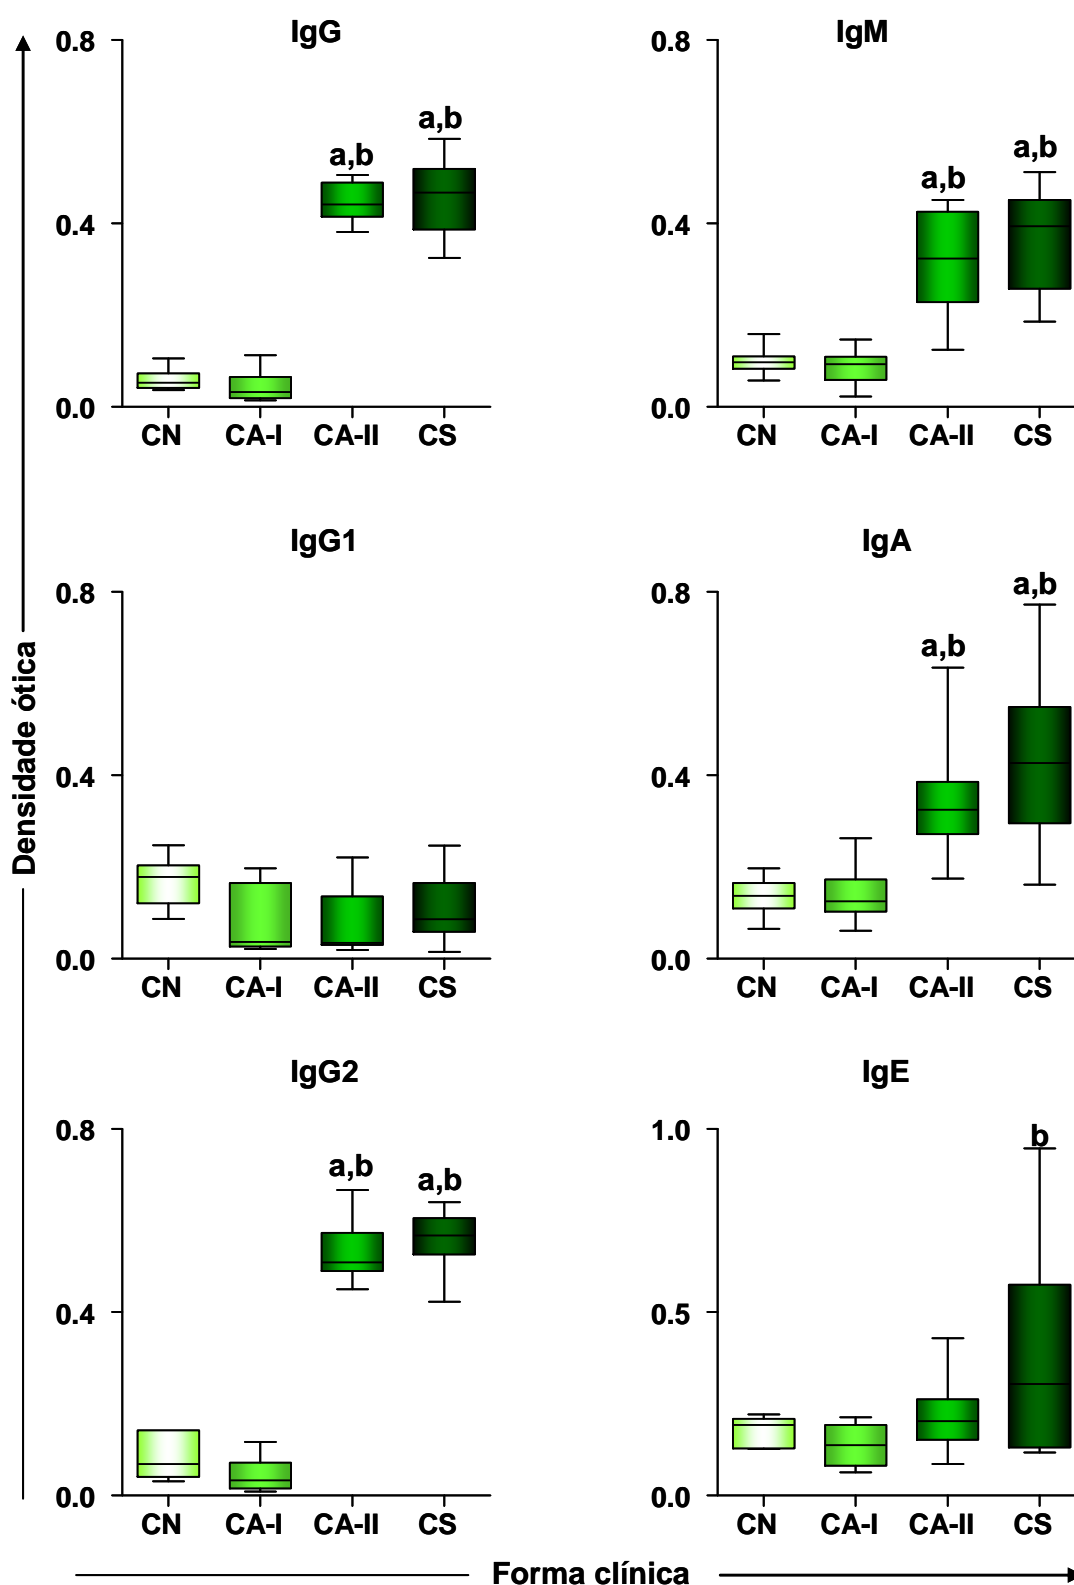 IgG
0.8
a,b
a,b
0.4
0.0
CN CA-I CA-II CS
IgM
0.8
a,b
a,b
0.4
0.0
CN CA-I CA-II CS
Densidade ótica
IgG1
0.8
0.4
0.0
CN CA-I CA-II CS
IgA
0.8
a,b
a,b
0.4
0.0
CN CA-I CA-II CS
IgG2
0.8
a,b
a,b
0.4
0.0
CN CA-I CA-II CS
IgE
1.0
b
0.5
0.0
CN CA-I CA-II CS
Forma clínica